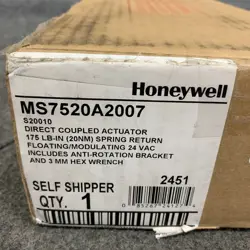 Honeywell
MS7520A2007
S20010
DIRECT COUPLED ACTUATOR
175 LB-IN (20NM) SPRING RETURN
FLOATING/MODULATING 24 VAC
INCLUDES ANTI-ROTATION BRACKET
AND 3 MM HEX WRENCH
SELF SHIPPER
2451
QTY. 1